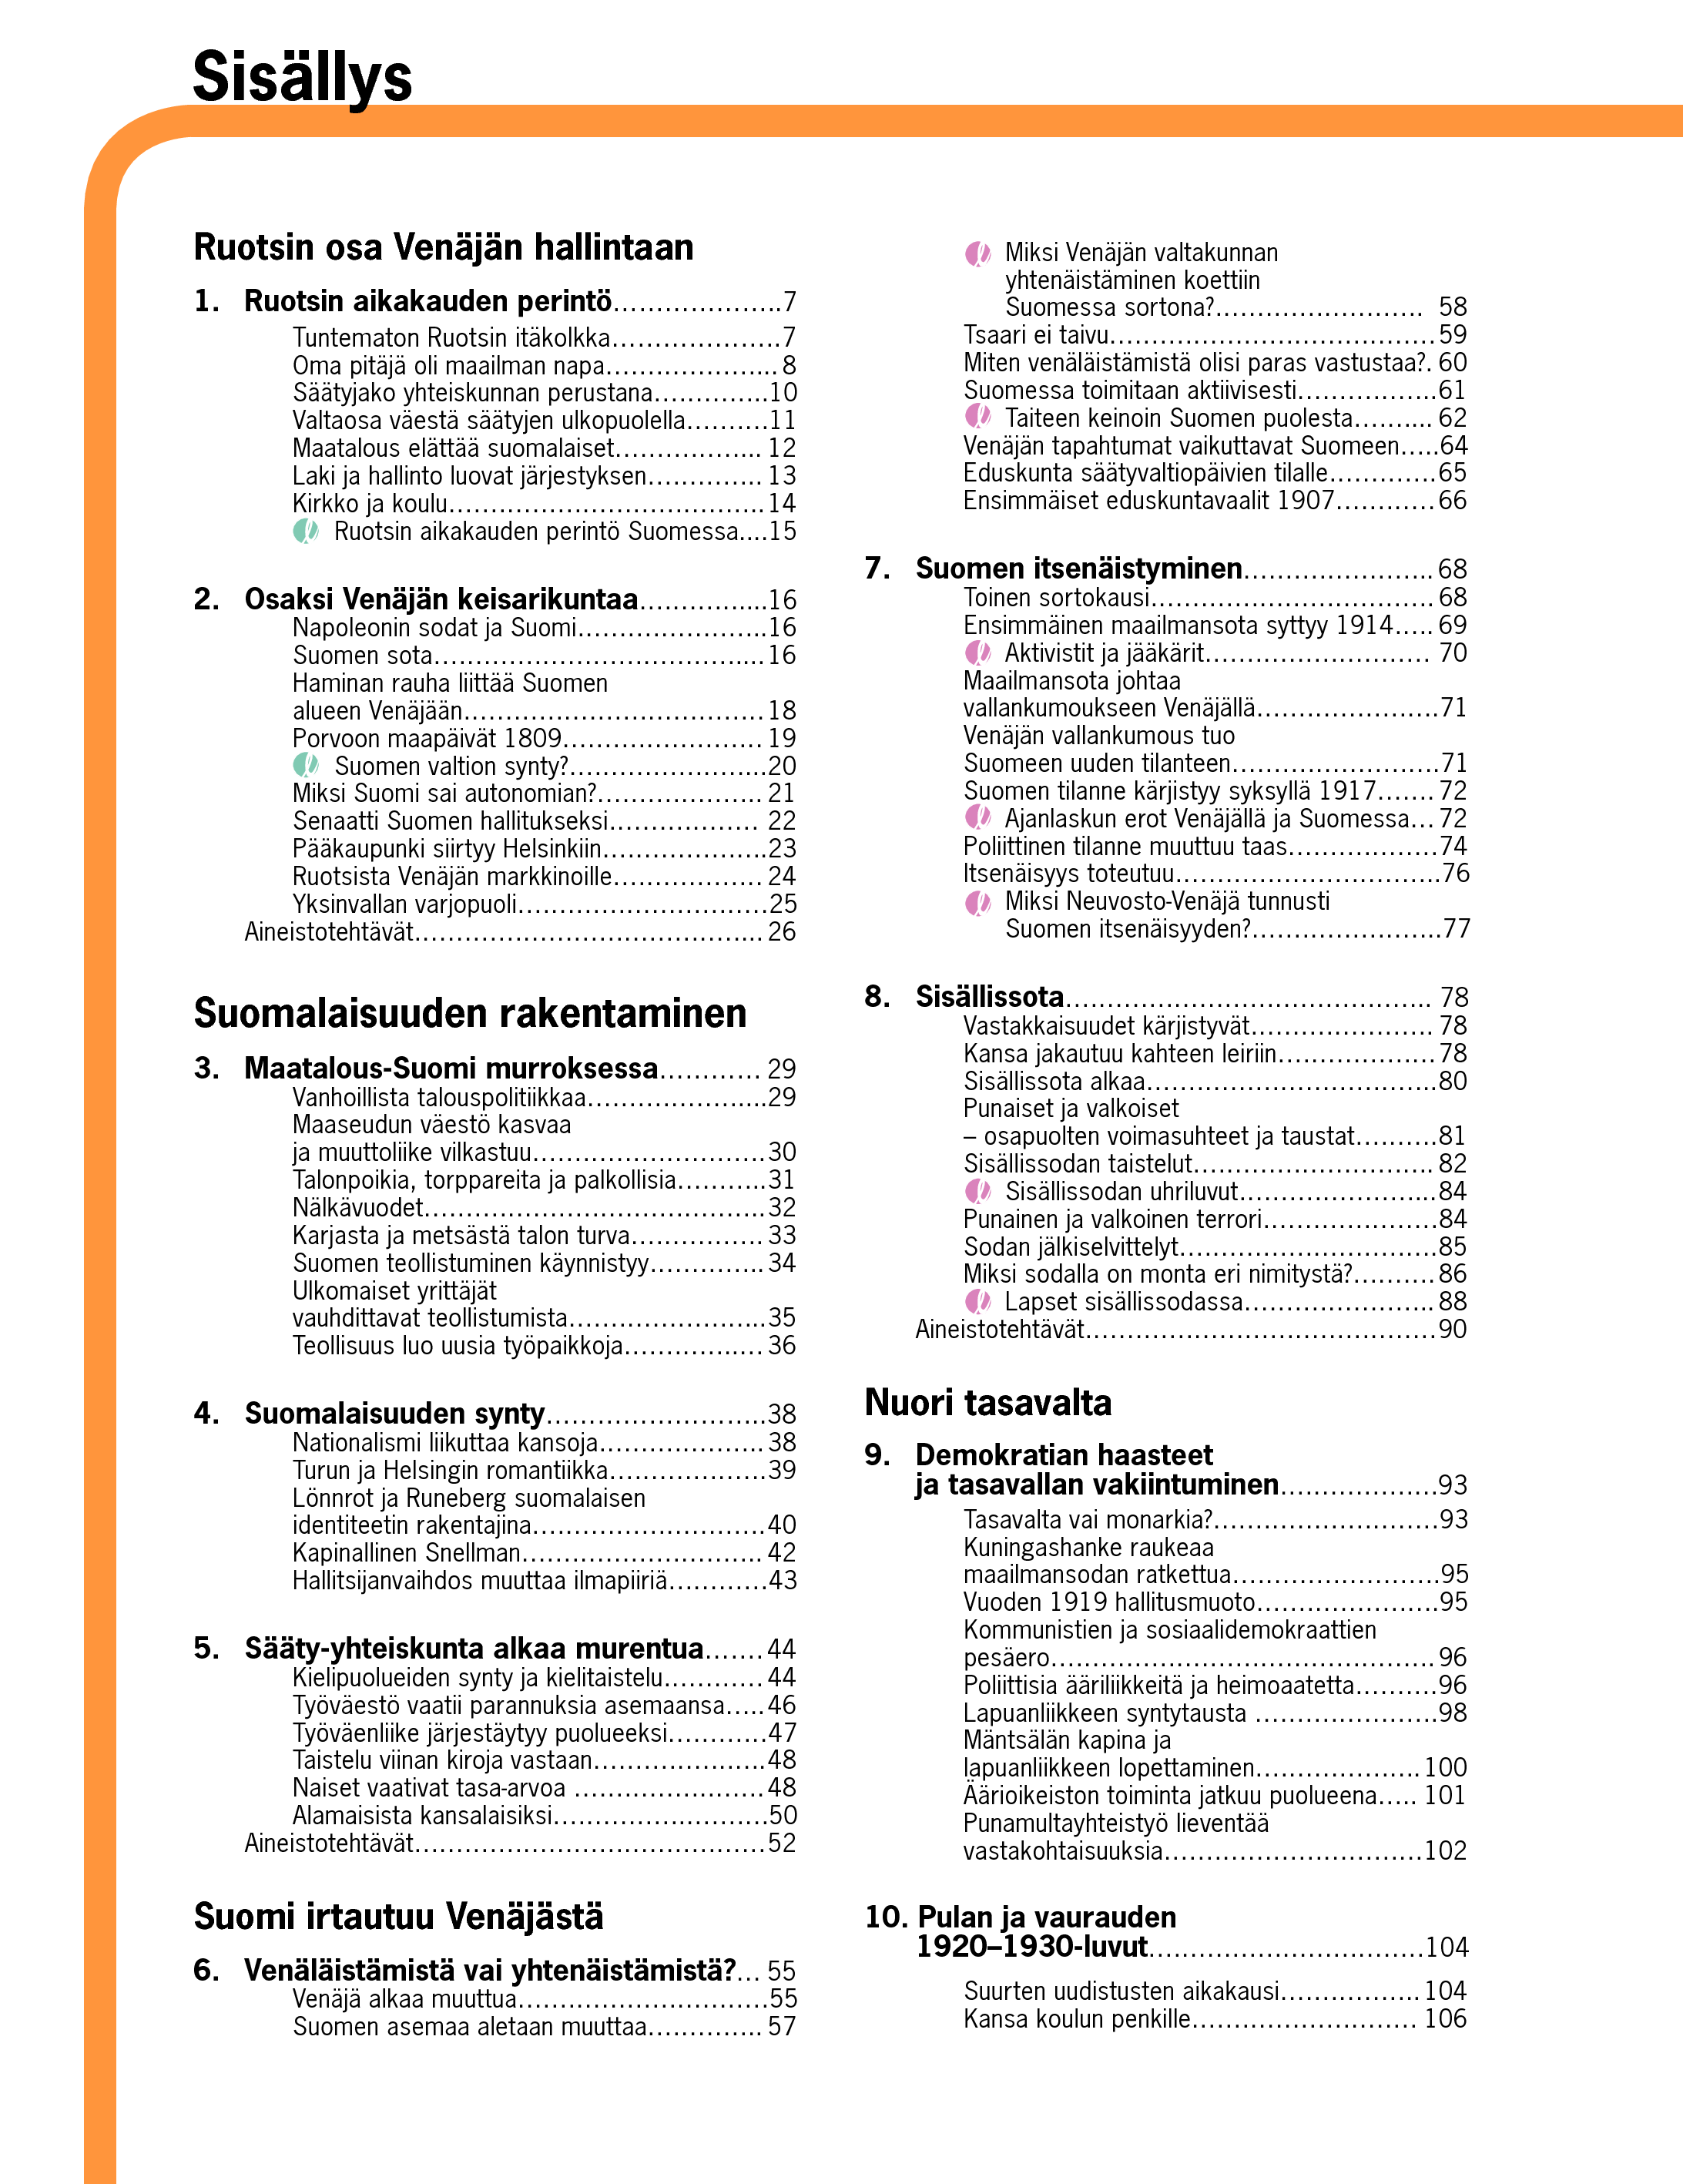 Sisällys
Ruotsin osa Venäjän hallintaan
1. Ruotsin aikakauden perintö....................7
Tuntematon Ruotsin itäkolkka....................7
Oma pitäjä oli maailman napa.................... 8
Säätyjako yhteiskunnan perustana..............10
Valtaosa väestä säätyjen ulkopuolella..........11
Maatalous elättää suomalaiset.................. 12
Laki ja hallinto luovat järjestyksen.............. 13
Kirkko ja koulu...................................... 14
Ruotsin aikakauden perintö Suomessa....15
2. Osaksi Venäjän keisarikuntaa................16
Napoleonin sodat ja Suomi.......................16
Suomen sota........................................ 16
Haminan rauha liittää Suomen
alueen Venäjään.................................... 18
Porvoon maapäivät 1809........................ 19
Suomen valtion synty?........................20
Miksi Suomi sai autonomian?.................... 21
Senaatti Suomen hallitukseksi.................. 22
Pääkaupunki siirtyy Helsinkiin....................23
Ruotsista Venäjän markkinoille.................. 24
Yksinvallan varjopuoli..............................25
Aineistotehtävät.......................................... 26
Suomalaisuuden rakentaminen
3. Maatalous-Suomi murroksessa............ 29
Vanhoillista talouspolitiikkaa......................29
Maaseudun väestö kasvaa
ja muuttoliike vilkastuu............................ 30
Talonpoikia, torppareita ja palkollisia...........31
Nälkävuodet......................................... 32
Karjasta ja metsästä talon turva................ 33
Suomen teollistuminen käynnistyy.............. 34
Ulkomaiset yrittäjät
vauhdittavat teollistumista........................35
Teollisuus luo uusia työpaikkoja................. 36
4. Suomalaisuuden synty..........................38
Nationalismi liikuttaa kansoja.................... 38
Turun ja Helsingin romantiikka...................39
Lönnrot ja Runeberg suomalaisen
identiteetin rakentajina............................ 40
Kapinallinen Snellman............................. 42
Hallitsijanvaihdos muuttaa ilmapiiriä............43
5. Sääty-yhteiskunta alkaa murentua....... 44
Kielipuolueiden synty ja kielitaistelu............ 44
Työväestö vaatii parannuksia asemaansa..... 46
Työväenliike järjestäytyy puolueeksi............47
Taistelu viinan kiroja vastaan.....................48
Naiset vaativat tasa-arvoa ....................... 48
Alamaisista kansalaisiksi..........................50
Aineistotehtävät..........................................52
Suomi irtautuu Venäjästä
6. Venäläistämistä vai yhtenäistämistä?... 55
Venäjä alkaa muuttua..............................55
Suomen asemaa aletaan muuttaa.............. 57
Miksi Venäjän valtakunnan
yhtenäistäminen koettiin
Suomessa sortona?......................... 58
Tsaari ei taivu....................................... 59
Miten venäläistämistä olisi paras vastustaa?. 60
Suomessa toimitaan aktiivisesti.................61
Taiteen keinoin Suomen puolesta......... 62
Venäjän tapahtumat vaikuttavat Suomeen.....64
Eduskunta säätyvaltiopäivien tilalle.............65
Ensimmäiset eduskuntavaalit 1907............ 66
7. Suomen itsenäistyminen....................... 68
Toinen sortokausi.................................. 68
Ensimmäinen maailmansota syttyy 1914..... 69
Aktivistit ja jääkärit........................... 70
Maailmansota johtaa
vallankumoukseen Venäjällä......................71
Venäjän vallankumous tuo
Suomeen uuden tilanteen.........................71
Suomen tilanne kärjistyy syksyllä 1917....... 72
Ajanlaskun erot Venäjällä ja Suomessa... 72
Poliittinen tilanne muuttuu taas..................74
Itsenäisyys toteutuu................................76
Miksi Neuvosto-Venäjä tunnusti
Suomen itsenäisyyden?.......................77
8. Sisällissota............................................ 78
Vastakkaisuudet kärjistyvät...................... 78
Kansa jakautuu kahteen leiriin................... 78
Sisällissota alkaa...................................80
Punaiset ja valkoiset
– osapuolten voimasuhteet ja taustat..........81
Sisällissodan taistelut............................. 82
Sisällissodan uhriluvut........................84
Punainen ja valkoinen terrori.....................84
Sodan jälkiselvittelyt...............................85
Miksi sodalla on monta eri nimitystä?.......... 86
Lapset sisällissodassa....................... 88
Aineistotehtävät..........................................90
Nuori tasavalta
9. Demokratian haasteet
ja tasavallan vakiintuminen...................93
Tasavalta vai monarkia?...........................93
Kuningashanke raukeaa
maailmansodan ratkettua.........................95
Vuoden 1919 hallitusmuoto......................95
Kommunistien ja sosiaalidemokraattien
pesäero.............................................. 96
Poliittisia ääriliikkeitä ja heimoaatetta..........96
Lapuanliikkeen syntytausta ......................98
Mäntsälän kapina ja
lapuanliikkeen lopettaminen.................... 100
Äärioikeiston toiminta jatkuu puolueena..... 101
Punamultayhteistyö lieventää
vastakohtaisuuksia...............................102
10. Pulan ja vaurauden
1920–1930-luvut.................................104
Suurten uudistusten aikakausi................. 104
Kansa koulun penkille........................... 106